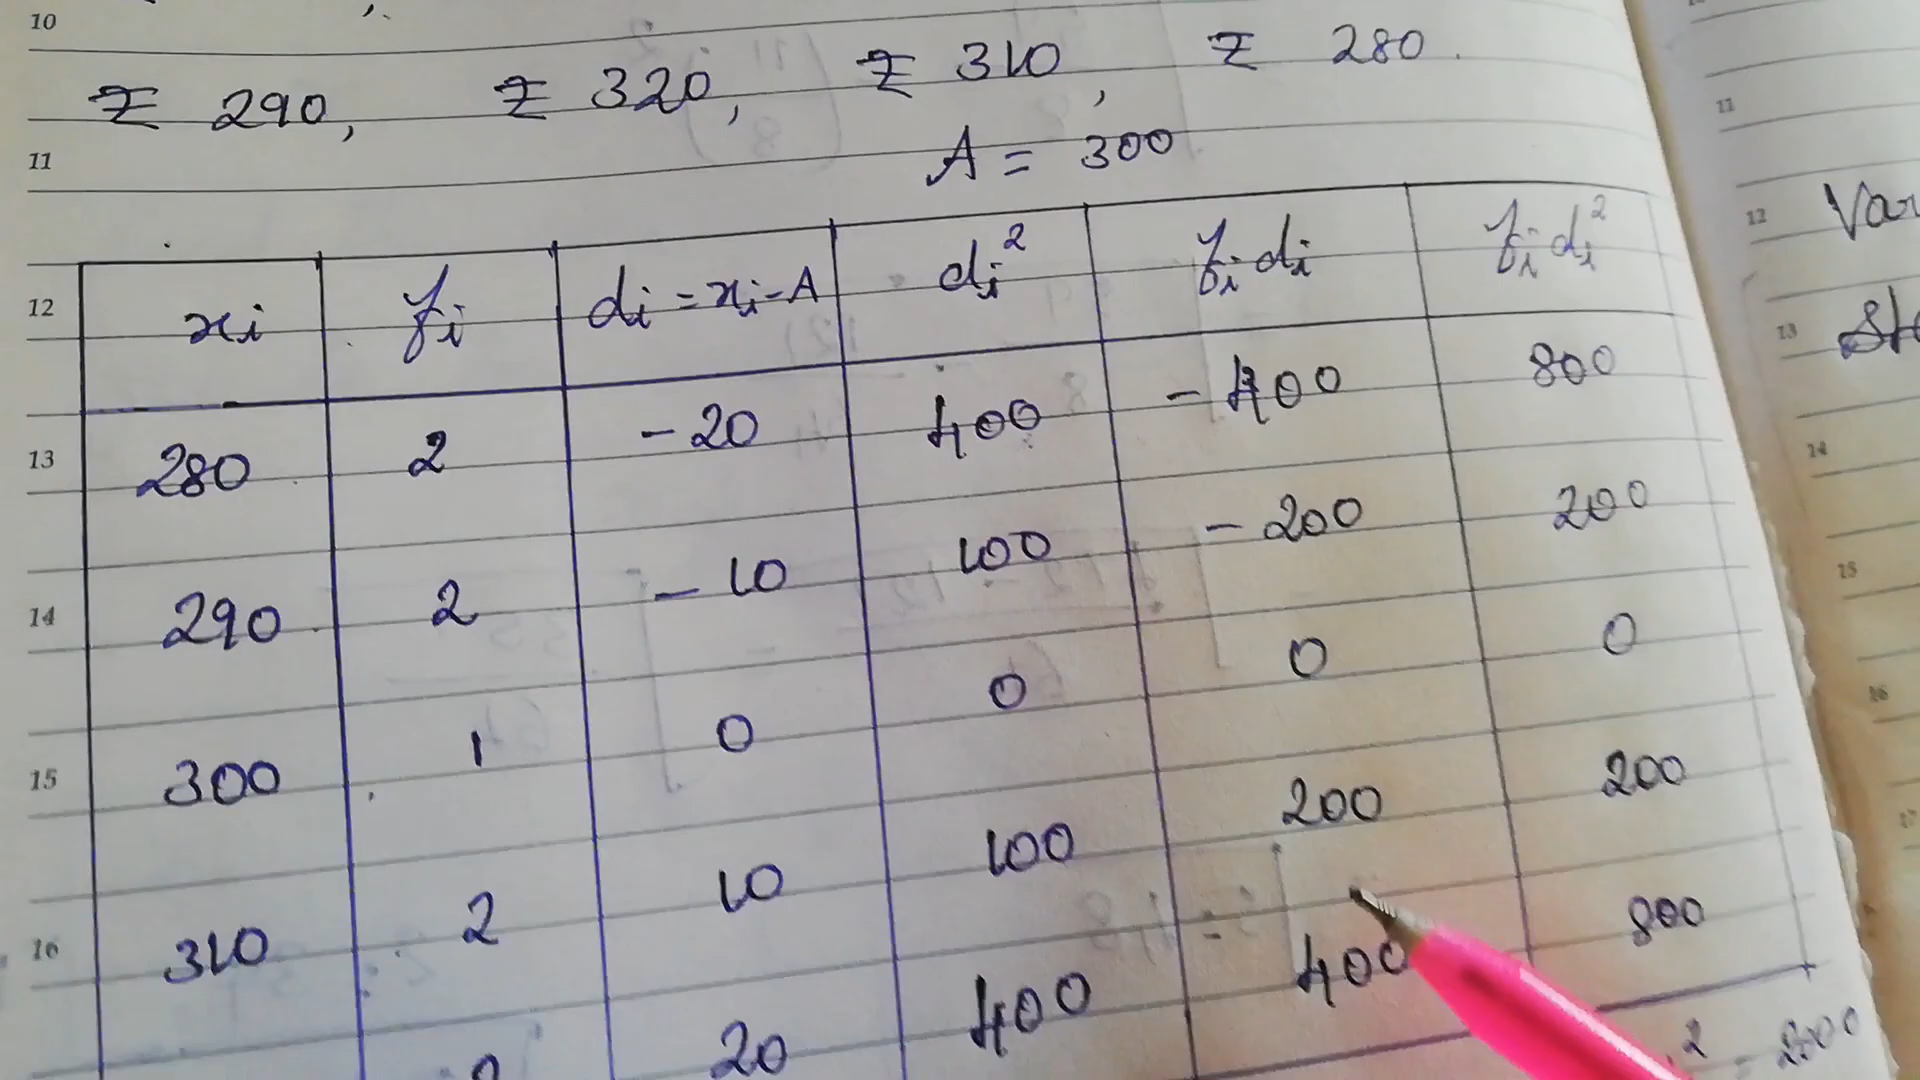 10
₹ 290, ₹ 320, ₹ 310, ₹ 280.
11
A = 300
12 xi fi di = xi - A di² fidi fidi²
13 280 2 - 20 400 - 400 800
14 290 2 - 10 100 - 200 200
15 300 1 0 0 0 0
16 310 2 10 100 200 200
20 400 400 800
11
12 Var
13
14
15
16